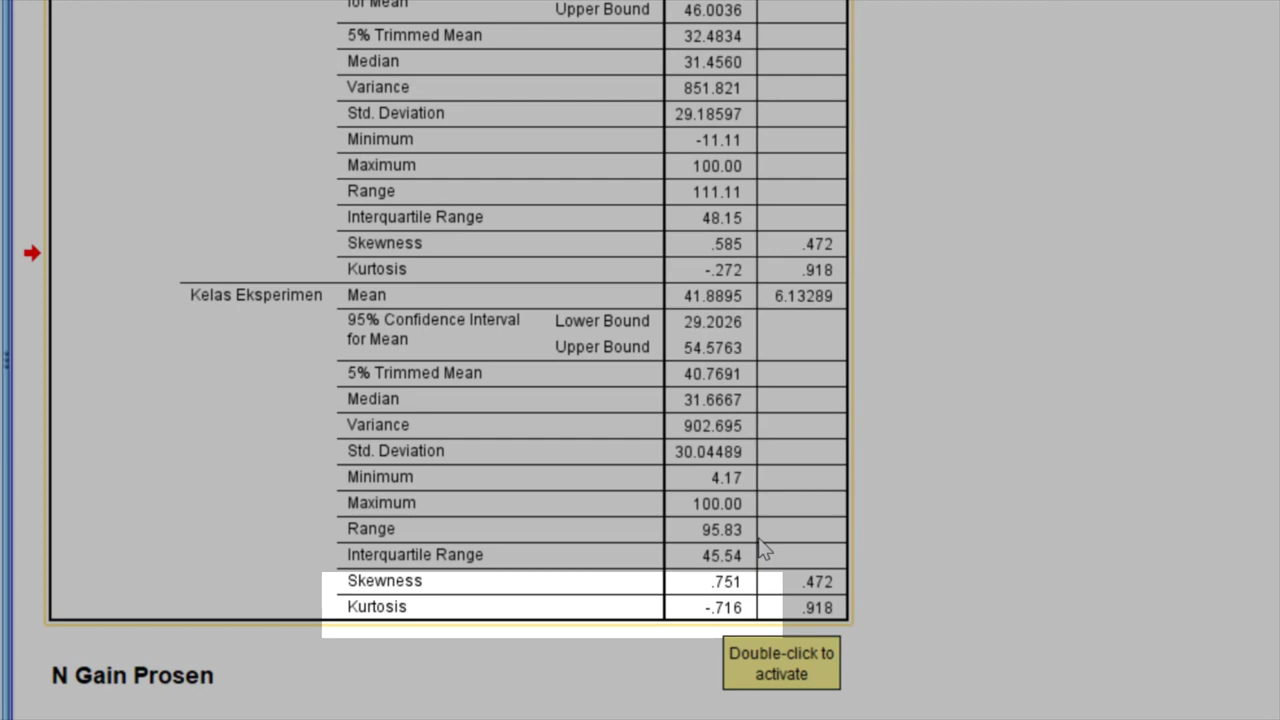 for Mean Upper Bound 46.0036
5% Trimmed Mean 32.4834
Median 31.4560
Variance 851.821
Std. Deviation 29.18597
Minimum -11.11
Maximum 100.00
Range 111.11
Interquartile Range 48.15
Skewness .585 .472
Kurtosis -.272 .918
Kelas Eksperimen Mean 41.8895 6.13289
95% Confidence Interval Lower Bound 29.2026
for Mean Upper Bound 54.5763
5% Trimmed Mean 40.7691
Median 31.6667
Variance 902.695
Std. Deviation 30.04489
Minimum 4.17
Maximum 100.00
Range 95.83
Interquartile Range 45.54
Skewness .751 .472
Kurtosis -.716 .918
Double-click to
activate
N Gain Prosen